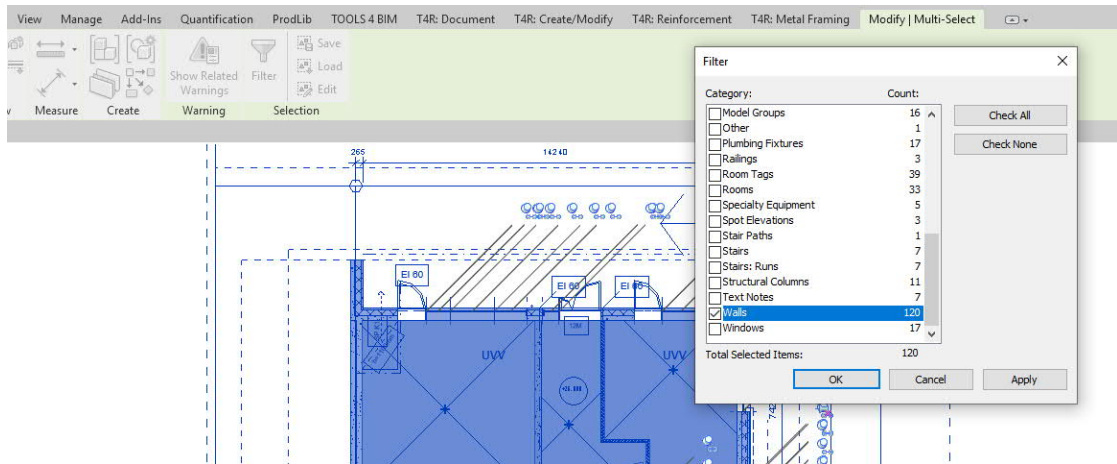 View Manage Add-Ins Quantification ProdLib TOOLS 4 BIM T4R: Document T4R: Create/Modify T4R: Reinforcement T4R: Metal Framing Modify | Multi-Select
Show Related Warnings
Filter
Save
Load
Edit
Measure Create Warning Selection
Filter
Category: Count:
Model Groups 16
Other 1
Plumbing Fixtures 17
Railings 3
Room Tags 39
Rooms 33
Specialty Equipment 5
Spot Elevations 3
Stair Paths 1
Stairs 7
Stairs: Runs 7
Structural Columns 11
Text Notes 7
Walls 120
Windows 17
Total Selected Items: 120
Check All
Check None
OK Cancel Apply
265 14240
EI 60
EI 60
UVV
UVV
742